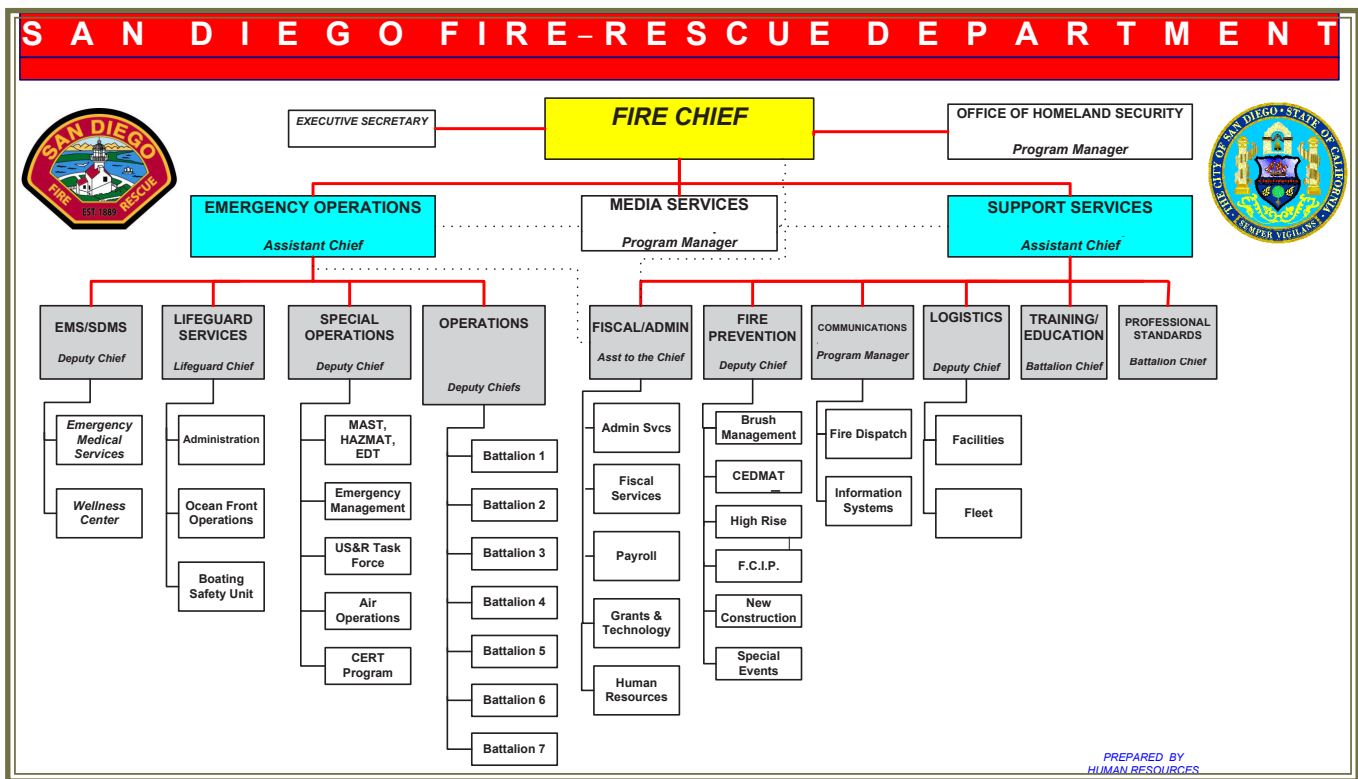 SAN DIEGO FIRE–RESCUE DEPARTMENT
SAN DIEGO
FIRE
RESCUE
EST. 1889
EXECUTIVE SECRETARY
FIRE CHIEF
OFFICE OF HOMELAND SECURITY
Program Manager
THE CITY OF SAN DIEGO · STATE OF CALIFORNIA
SEMPER VIGILANS
EMERGENCY OPERATIONS
Assistant Chief
MEDIA SERVICES
Program Manager
SUPPORT SERVICES
Assistant Chief
EMS/SDMS
Deputy Chief
LIFEGUARD
SERVICES
Lifeguard Chief
SPECIAL
OPERATIONS
Deputy Chief
OPERATIONS
Deputy Chiefs
FISCAL/ADMIN
Asst to the Chief
FIRE
PREVENTION
Deputy Chief
COMMUNICATIONS
Program Manager
LOGISTICS
Deputy Chief
TRAINING/
EDUCATION
Battalion Chief
PROFESSIONAL
STANDARDS
Battalion Chief
Emergency
Medical
Services
Wellness
Center
Administration
Ocean Front
Operations
Boating
Safety Unit
MAST,
HAZMAT,
EDT
Emergency
Management
US&R Task
Force
Air
Operations
CERT
Program
Battalion 1
Battalion 2
Battalion 3
Battalion 4
Battalion 5
Battalion 6
Battalion 7
Admin Svcs
Fiscal
Services
Payroll
Grants &
Technology
Human
Resources
Brush
Management
CEDMAT
High Rise
F.C.I.P.
New
Construction
Special
Events
Fire Dispatch
Information
Systems
Facilities
Fleet
PREPARED BY
HUMAN RESOURCES